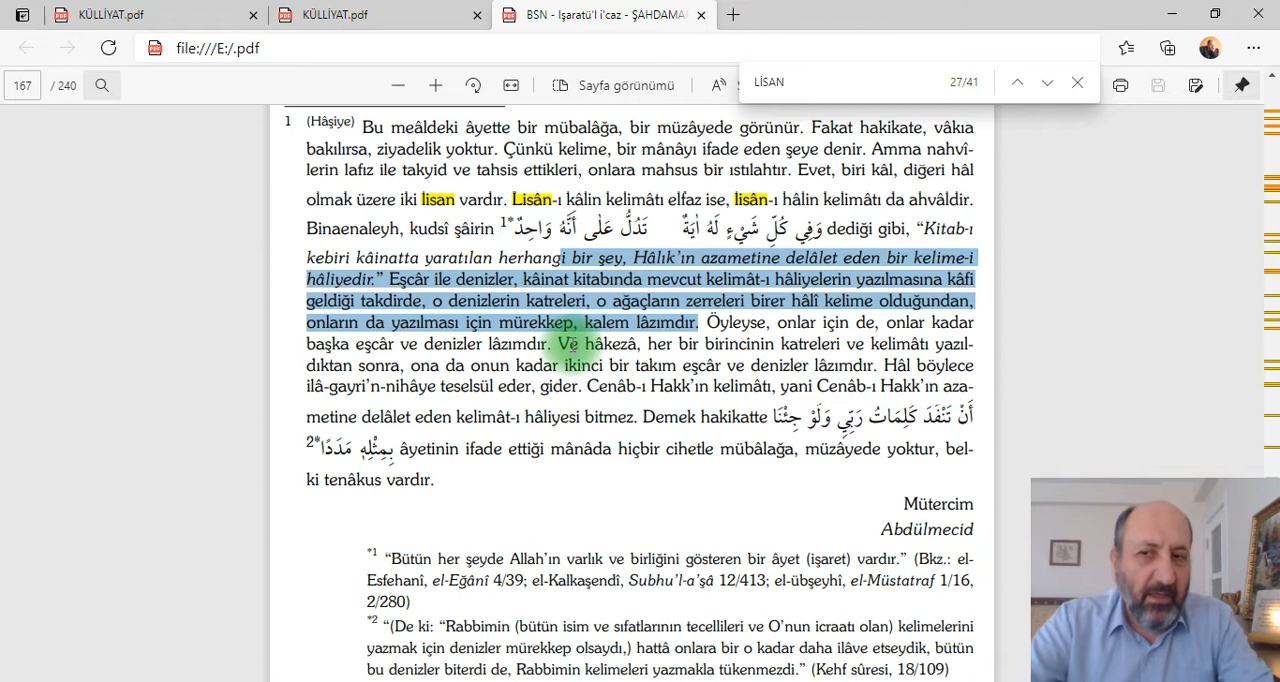 KÜLLİYAT.pdf
KÜLLİYAT.pdf
BSN - Işaratü'l i'caz - ŞAHDAMA
file:///E:/.pdf
167 / 240
Sayfa görünümü
LİSAN 27/41
1 (Hâşiye) Bu meâldeki âyette bir mübalâğa, bir müzâyede görünür. Fakat hakikate, vâkıa
bakılırsa, ziyadelik yoktur. Çünkü kelime, bir mânâyı ifade eden şeye denir. Amma nahvî-
lerin lafız ile takyid ve tahsis ettikleri, onlara mahsus bir ıstılahtır. Evet, biri kâl, diğeri hâl
olmak üzere iki lisan vardır. Lisân-ı kâlin kelimâtı elfaz ise, lisân-ı hâlin kelimâtı da ahvâldir.
Binaenaleyh, kudsî şâirin وَفِي كُلِّ شَيْءٍ لَهُ اٰيَةٌ تَدُلُّ عَلٰى أَنَّهُ وَاحِدٌ *1 dediği gibi, “Kitab-ı
kebiri kâinatta yaratılan herhangi bir şey, Hâlık’ın azametine delâlet eden bir kelime-i
hâliyedir.” Eşcâr ile denizler, kâinat kitabında mevcut kelimât-ı hâliyelerin yazılmasına kâfi
geldiği takdirde, o denizlerin katreleri, o ağaçların zerreleri birer hâlî kelime olduğundan,
onların da yazılması için mürekkep, kalem lâzımdır. Öyleyse, onlar için de, onlar kadar
başka eşcâr ve denizler lâzımdır. Ve hâkezâ, her bir birincinin katreleri ve kelimâtı yazıl-
dıktan sonra, ona da onun kadar ikinci bir takım eşcâr ve denizler lâzımdır. Hâl böylece
ilâ-gayri’n-nihâye teselsül eder, gider. Cenâb-ı Hakk’ın kelimâtı, yani Cenâb-ı Hakk’ın aza-
metine delâlet eden kelimât-ı hâliyesi bitmez. Demek hakikatte أَنْ تَنْفَدَ كَلِمَاتُ رَبِّي وَلَوْ جِئْنَا
بِمِثْلِهٖ مَدَدًا *2 âyetinin ifade ettiği mânâda hiçbir cihetle mübâlâğa, müzâyede yoktur, bel-
ki tenâkus vardır.
Mütercim
Abdülmecid
*1 “Bütün her şeyde Allah’ın varlık ve birliğini gösteren bir âyet (işaret) vardır.” (Bkz.: el-
Esfehanî, el-Eğânî 4/39; el-Kalkaşendî, Subhu’l-a’şâ 12/413; el-übşeyhî, el-Müstatraf 1/16,
2/280)
*2 “(De ki: “Rabbimin (bütün isim ve sıfatlarının tecellileri ve O’nun icraatı olan) kelimelerini
yazmak için denizler mürekkep olsaydı,) hattâ onlara bir o kadar daha ilâve etseydik, bütün
bu denizler biterdi de, Rabbimin kelimeleri yazmakla tükenmezdi.” (Kehf sûresi, 18/109)